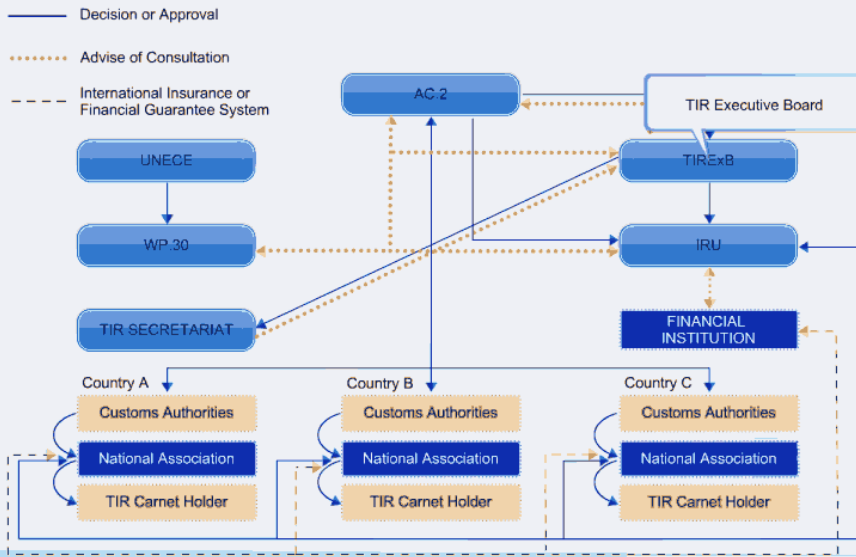 Decision or Approval
Advise of Consultation
International Insurance or
Financial Guarantee System
AC.2
TIR Executive Board
UNECE
TIRExB
WP.30
IRU
TIR SECRETARIAT
FINANCIAL
INSTITUTION
Country A
Country B
Country C
Customs Authorities
Customs Authorities
Customs Authorities
National Association
National Association
National Association
TIR Carnet Holder
TIR Carnet Holder
TIR Carnet Holder